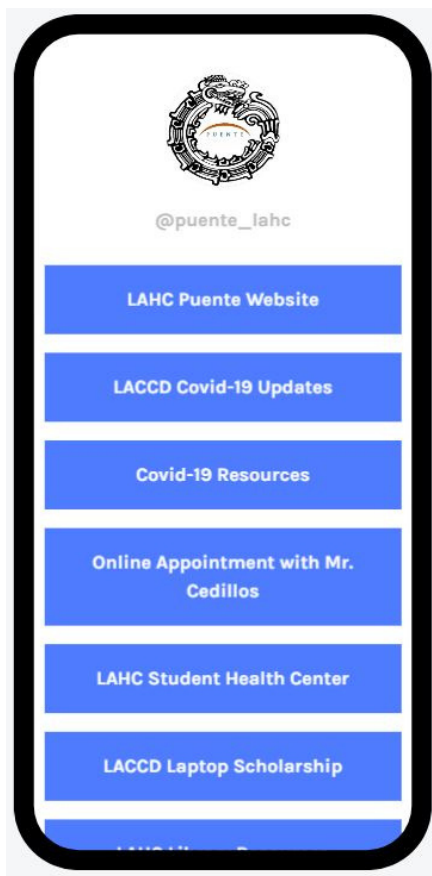 PUENTE
@puente_lahc
LAHC Puente Website
LACCD Covid-19 Updates
Covid-19 Resources
Online Appointment with Mr.
Cedillos
LAHC Student Health Center
LACCD Laptop Scholarship